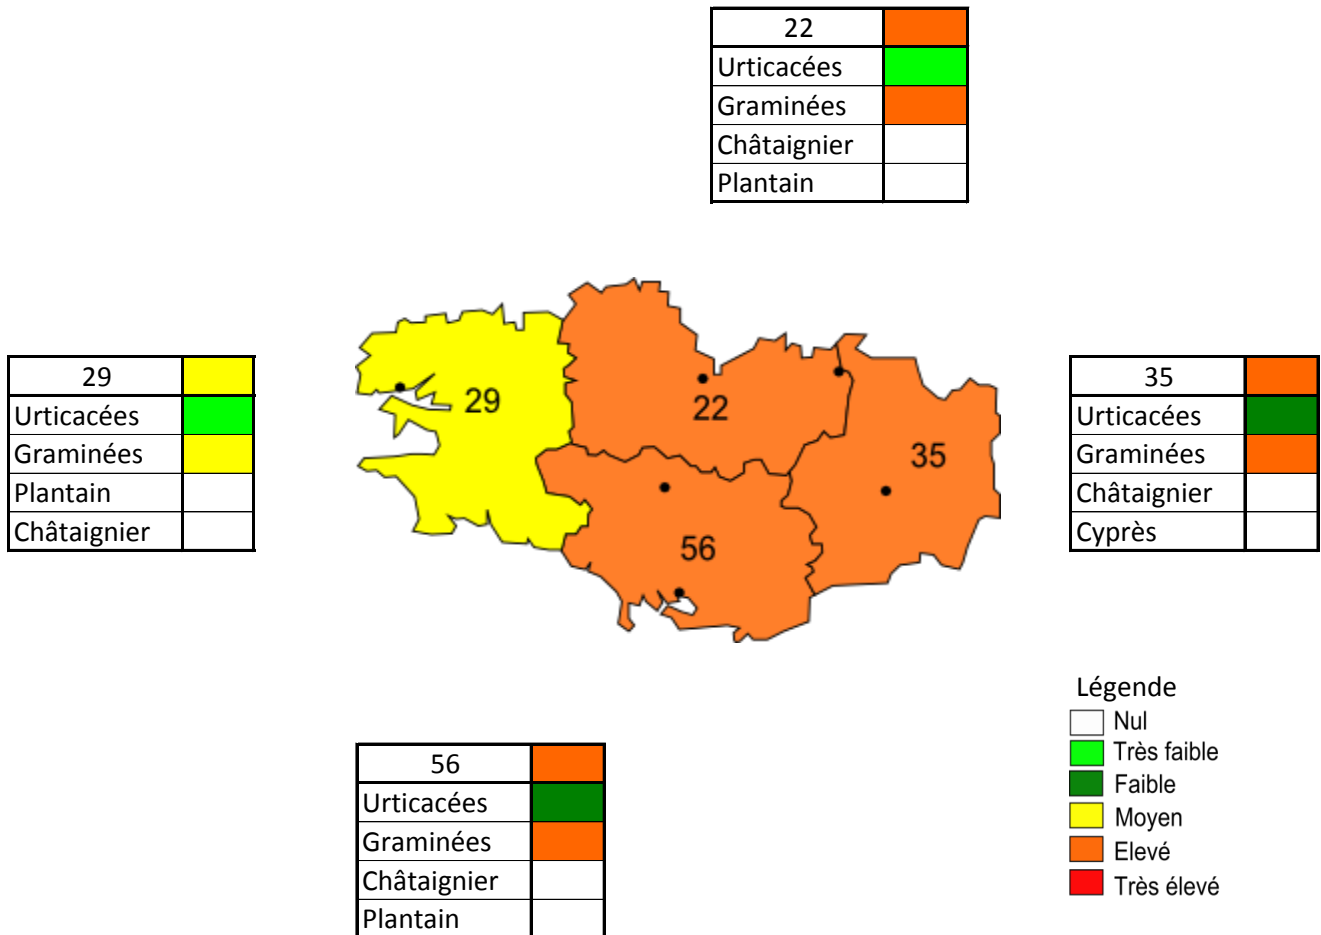 22
Urticacées
Graminées
Châtaignier
Plantain
29
Urticacées
Graminées
Plantain
Châtaignier
29
22
35
56
35
Urticacées
Graminées
Châtaignier
Cyprès
56
Urticacées
Graminées
Châtaignier
Plantain
Légende
Nul
Très faible
Faible
Moyen
Elevé
Très élevé